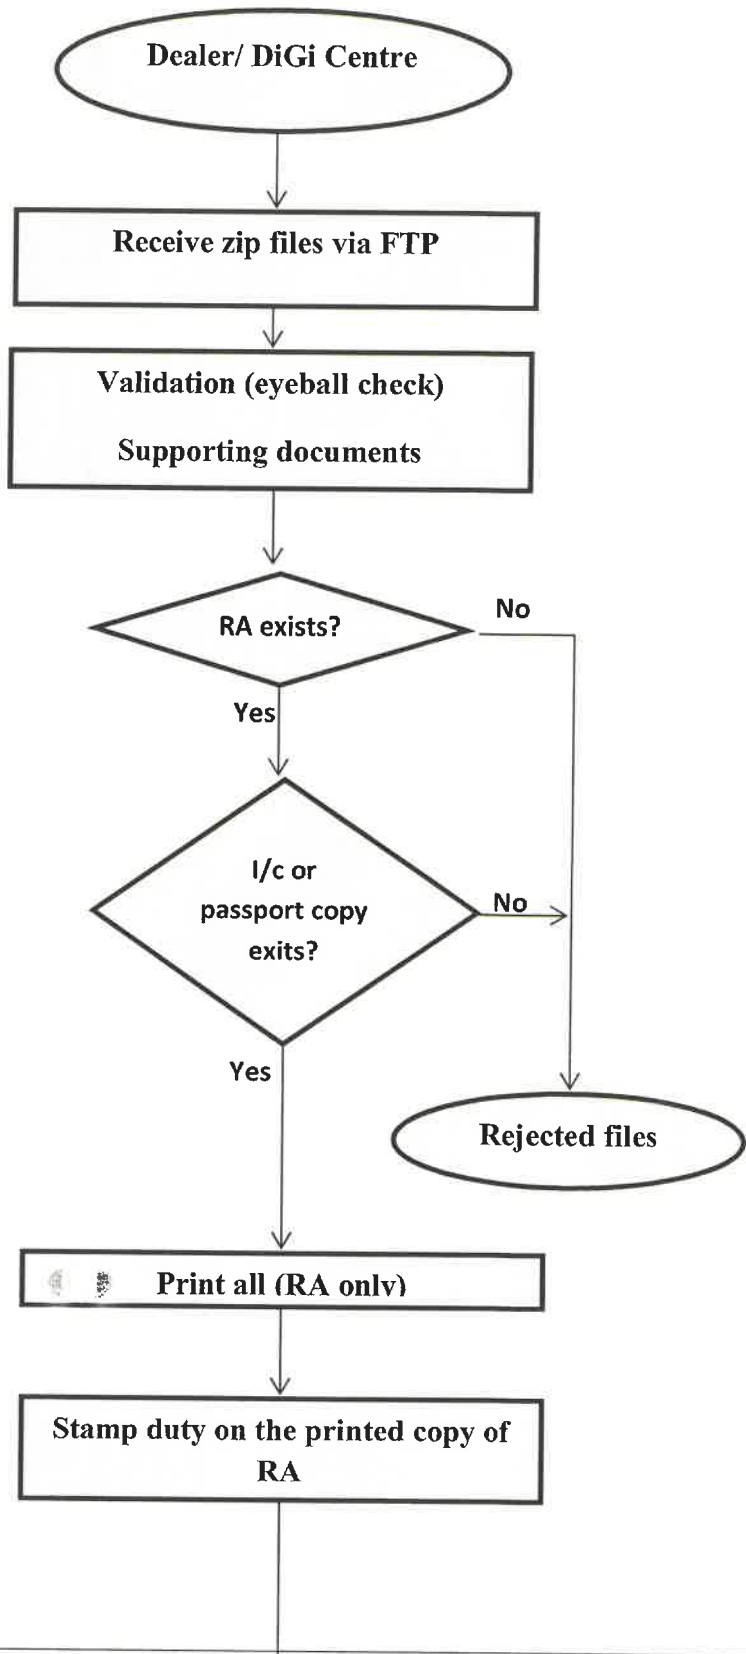 Dealer/ DiGi Centre
Receive zip files via FTP
Validation (eyeball check)
Supporting documents
RA exists?
No
Yes
I/c or
passport copy
exits?
No
Yes
Rejected files
Print all (RA only)
Stamp duty on the printed copy of
RA